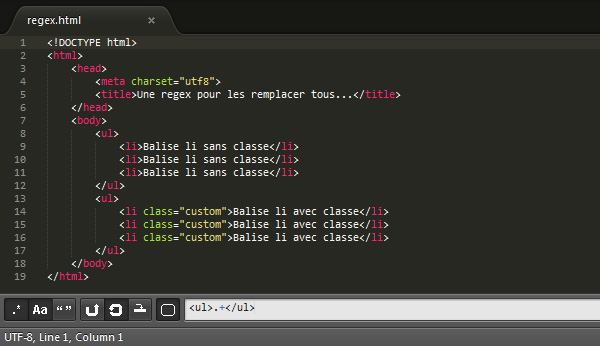 regex.html ×
1 <!DOCTYPE html>
2 <html>
3 <head>
4 <meta charset="utf8">
5 <title>Une regex pour les remplacer tous...</title>
6 </head>
7 <body>
8 <ul>
9 <li>Balise li sans classe</li>
10 <li>Balise li sans classe</li>
11 <li>Balise li sans classe</li>
12 </ul>
13 <ul>
14 <li class="custom">Balise li avec classe</li>
15 <li class="custom">Balise li avec classe</li>
16 <li class="custom">Balise li avec classe</li>
17 </ul>
18 </body>
19 </html>
.* Aa “ ” <ul>.+</ul>
UTF-8, Line 1, Column 1